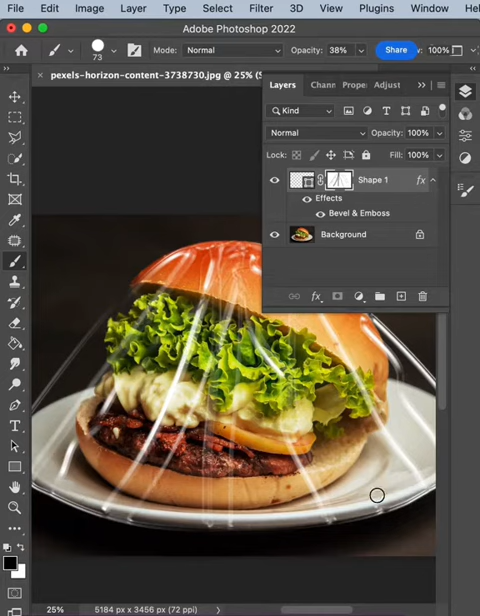 File Edit Image Layer Type Select Filter 3D View Plugins Window
Adobe Photoshop 2022
73 Mode: Normal Opacity: 38% Share 100%
pexels-horizon-content-3738730.jpg @ 25%
Layers Chann Prope Adjust
Kind T
Normal Opacity: 100%
Lock: Fill: 100%
Shape 1 fx
Effects
Bevel & Emboss
Background
fx
T
25% 5184 px x 3456 px (72 ppi)